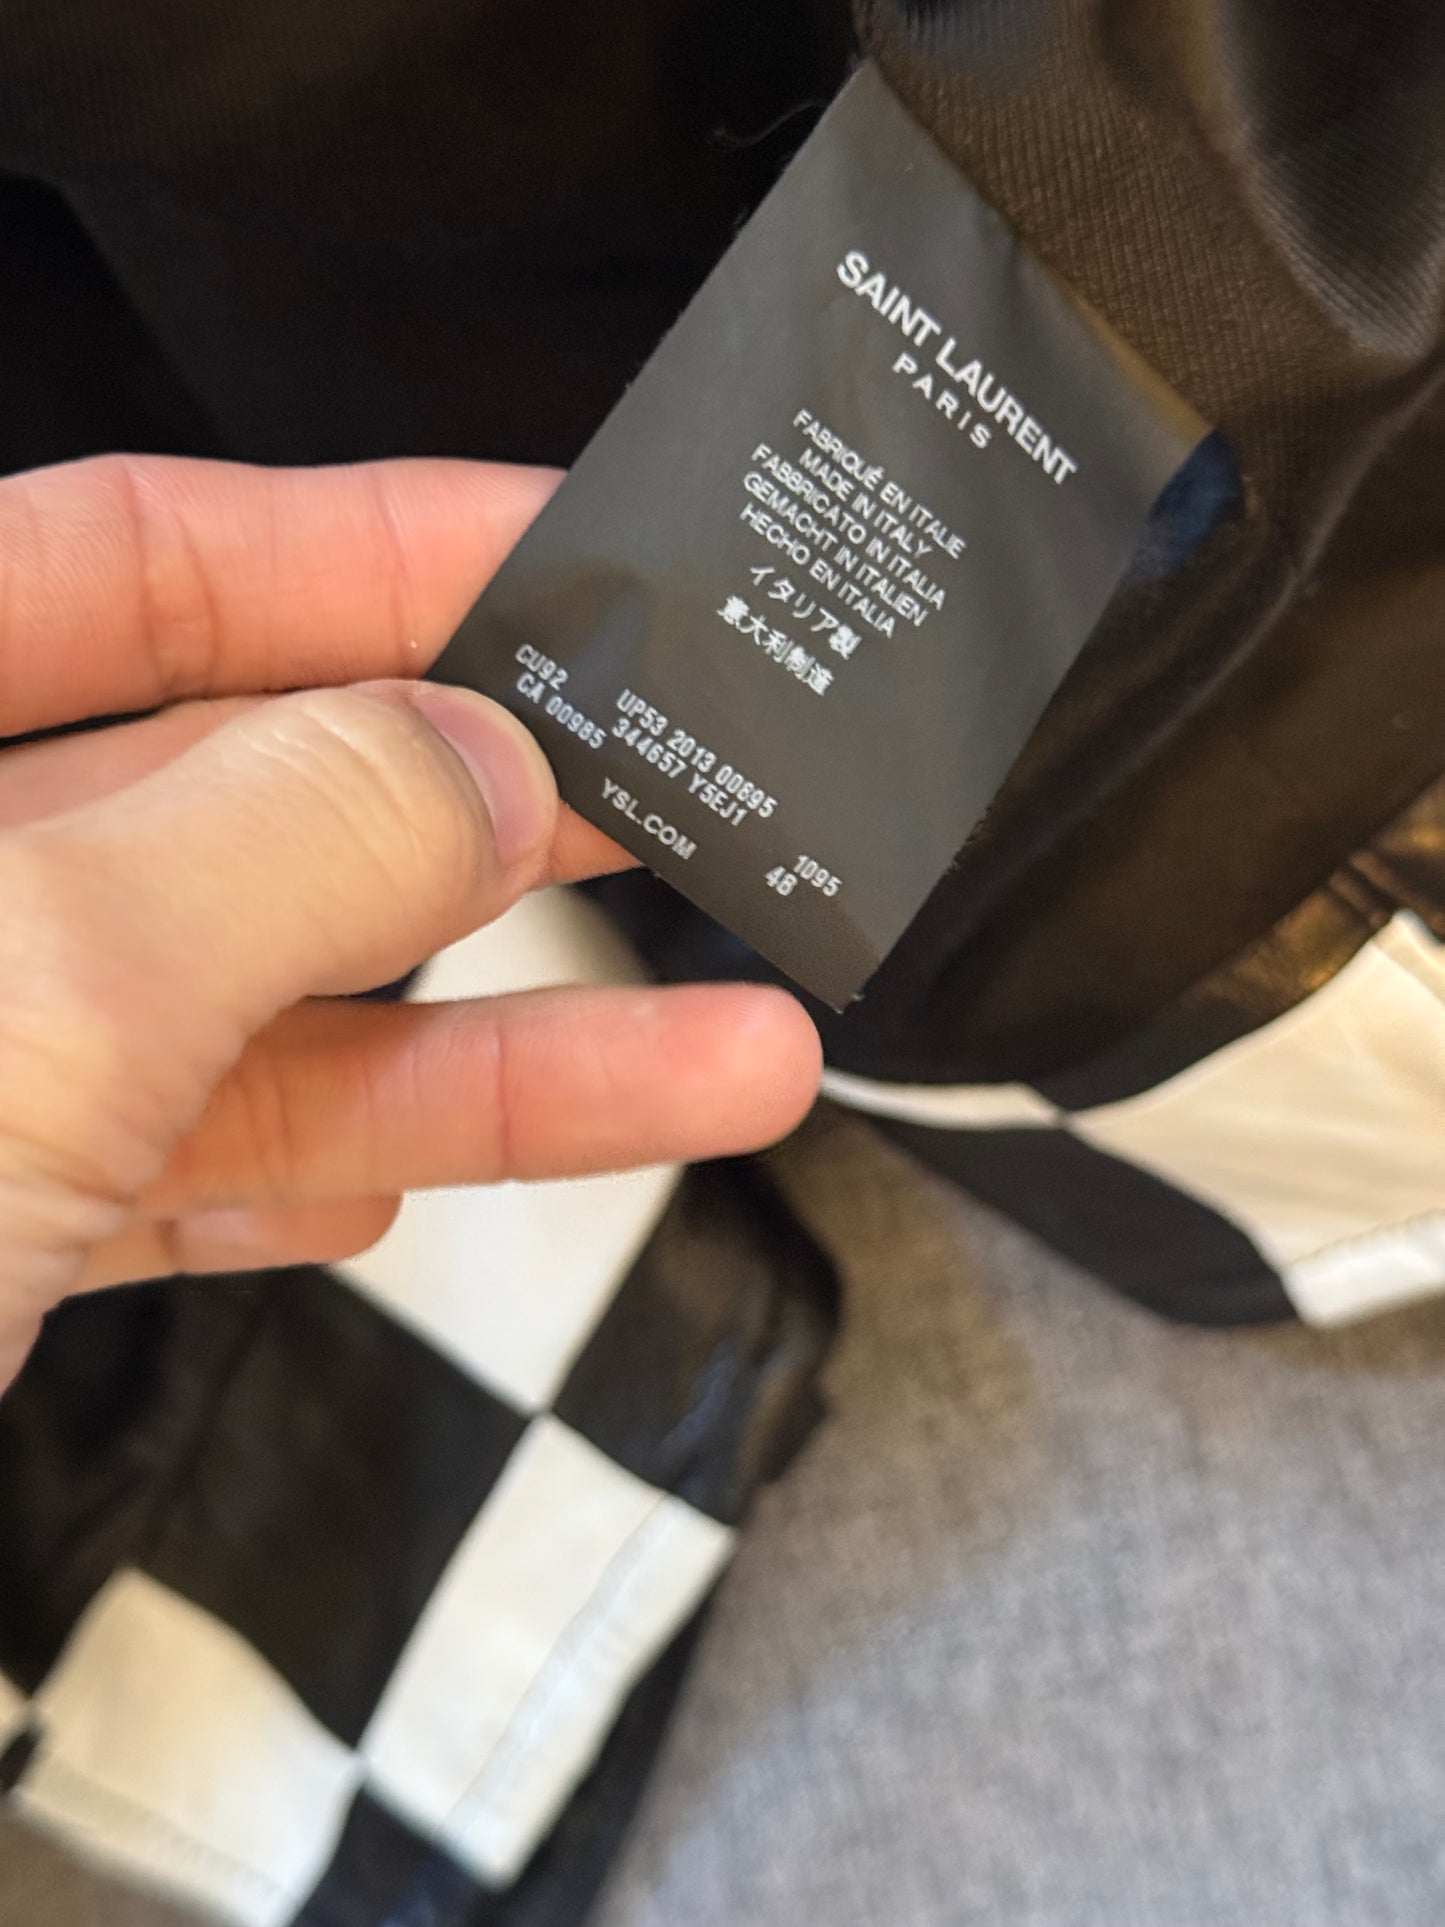 SAINT LAURENT
PARIS
FABRIQUÉ EN ITALIE
MADE IN ITALY
FABBRICATO IN ITALIA
GEMACHT IN ITALIEN
HECHO EN ITALIA
イタリア製
意大利制造
CU92 UP53 2013 00695 1095
CA 00985 344657 Y5EJ1 48
YSL.COM